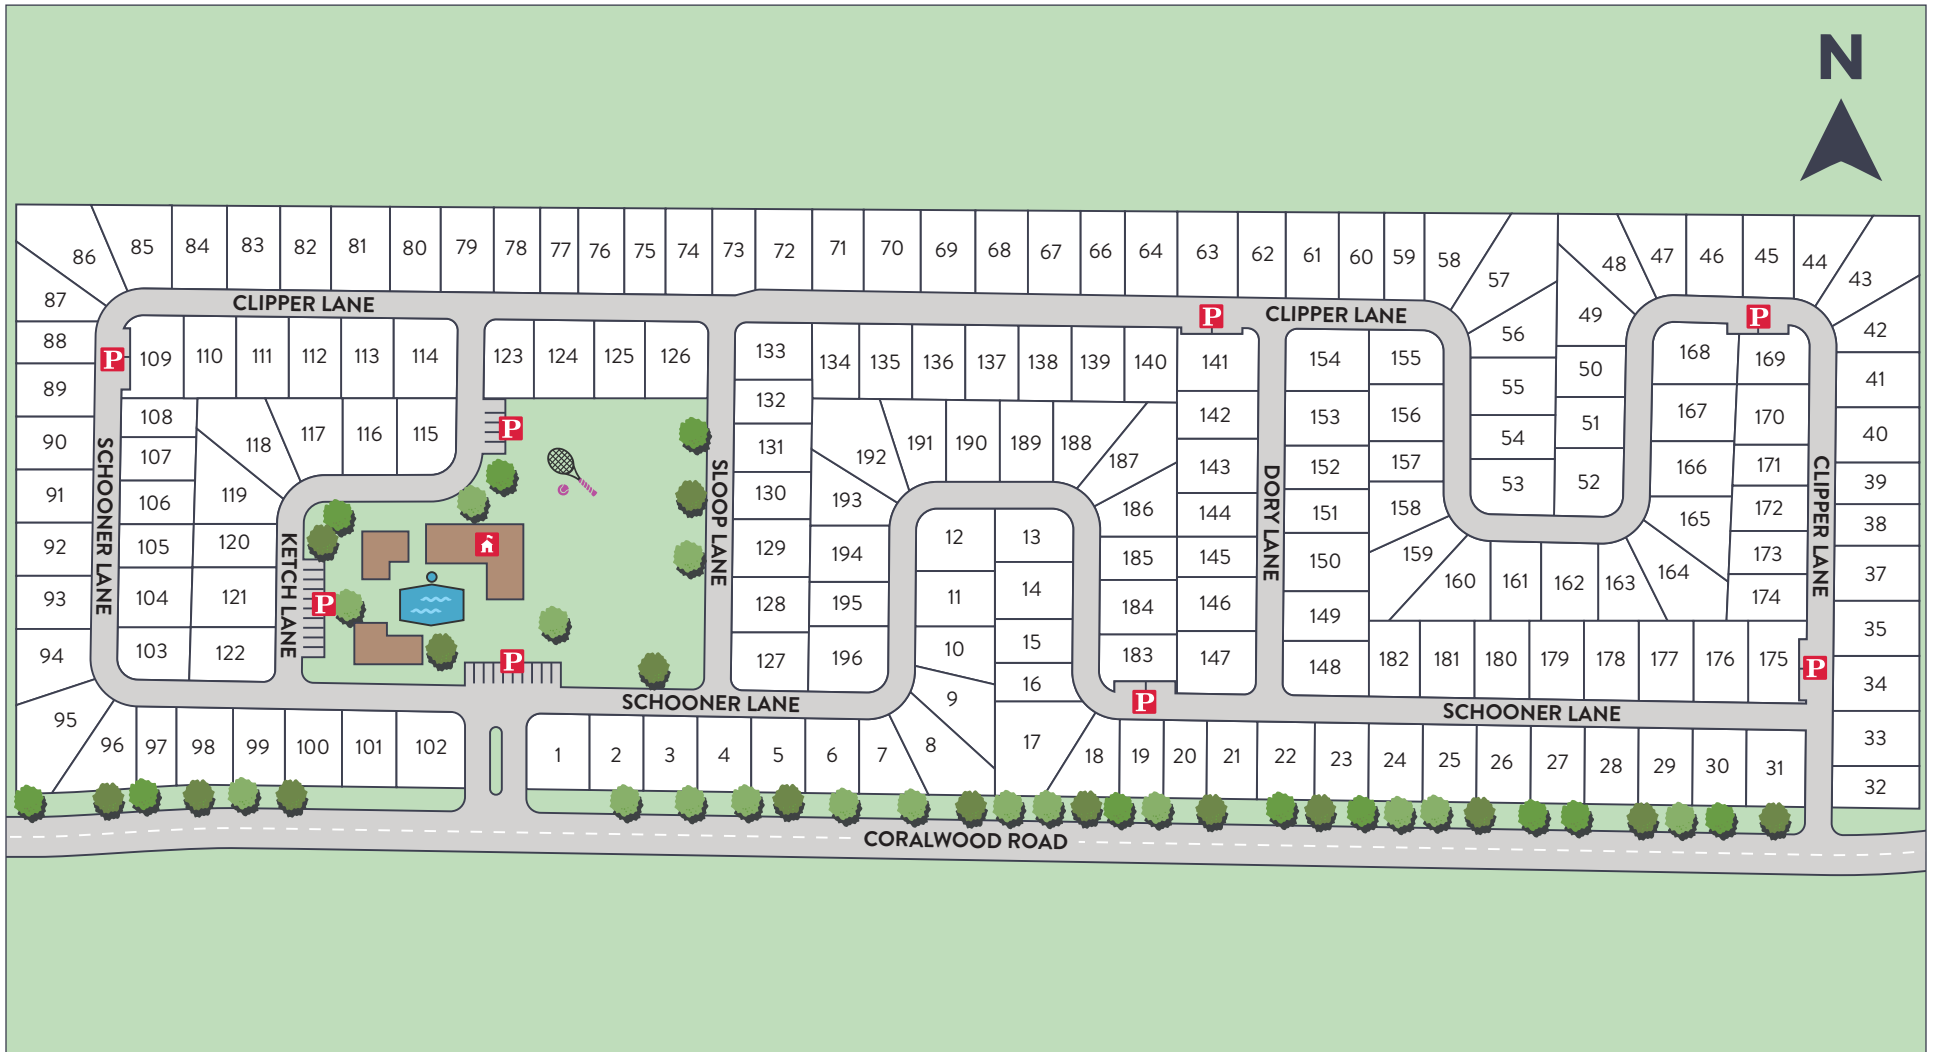 N
86 85 84 83 82 81 80 79 78 77 76 75 74 73 72 71 70 69 68 67 66 64 63 62 61 60 59 58 57 48 47 46 45 44 43
87
CLIPPER LANE
P
CLIPPER LANE
49
P
42
88
P
109 110 111 112 113 114
123 124 125 126
133
134 135 136 137 138 139 140 141
154 155
56
50
168 169
41
89
108
117 116 115
P
132
142
153 156
55
51
167 170
90
107
118
131
192 191 190 189 188 187
143
152 157
54
52
166 171
40
SCHOONER LANE
SLOOP LANE
DORY LANE
CLIPPER LANE
91
106
119
130
193
186
144
151 158
53
165 172
39
92
105
120
KETCH LANE
129
194
12 13
185
145
150 159
160 161 162 163 164
173
38
93
104
121
P
128
195
11 14
184
146
149
174
37
94
103
122
P
127
196
10 15
183
147
148
182 181 180 179 178 177 176 175
P
35
9
16
34
95
SCHOONER LANE
P
SCHOONER LANE
96 97 98 99 100 101 102
1 2 3 4 5 6 7 8 17 18 19 20 21 22 23 24 25 26 27 28 29 30 31
33
32
CORALWOOD ROAD